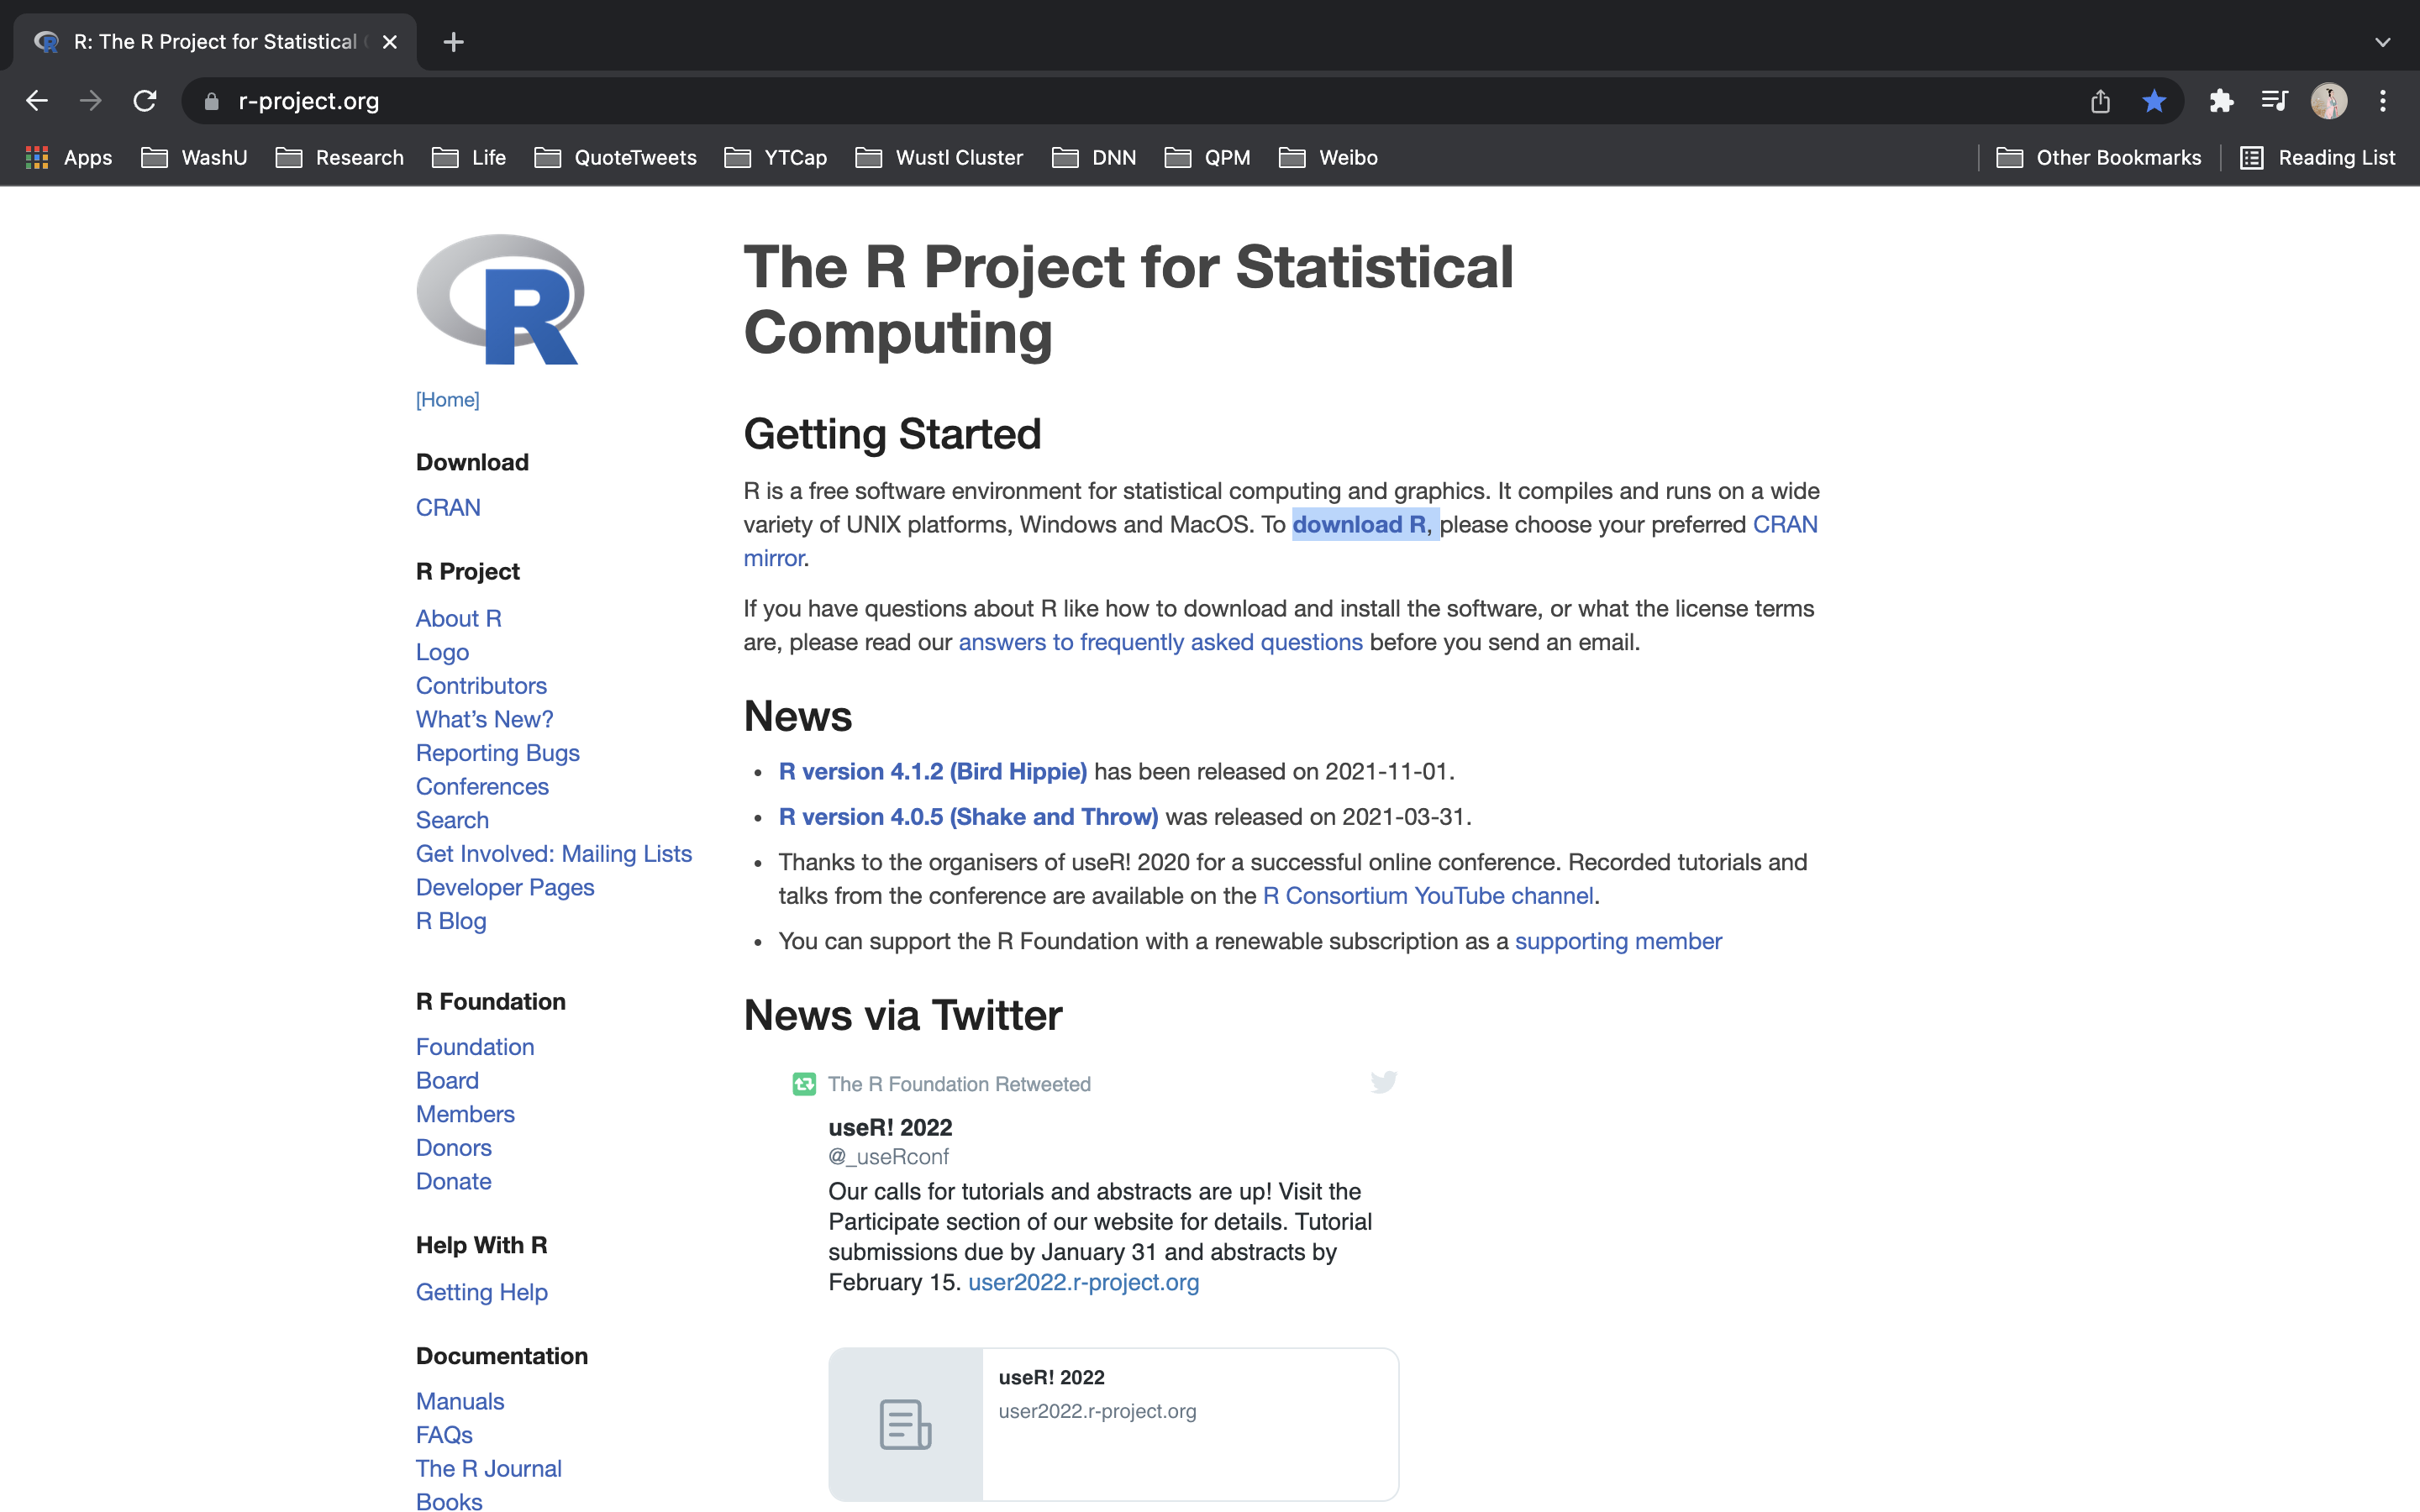 R: The R Project for Statistical
r-project.org
Apps WashU Research Life QuoteTweets YTCap Wustl Cluster DNN QPM Weibo Other Bookmarks Reading List
R
[Home]
Download
CRAN
R Project
About R
Logo
Contributors
What’s New?
Reporting Bugs
Conferences
Search
Get Involved: Mailing Lists
Developer Pages
R Blog
R Foundation
Foundation
Board
Members
Donors
Donate
Help With R
Getting Help
Documentation
Manuals
FAQs
The R Journal
Books
The R Project for Statistical
Computing
Getting Started
R is a free software environment for statistical computing and graphics. It compiles and runs on a wide
variety of UNIX platforms, Windows and MacOS. To download R, please choose your preferred CRAN
mirror.
If you have questions about R like how to download and install the software, or what the license terms
are, please read our answers to frequently asked questions before you send an email.
News
• R version 4.1.2 (Bird Hippie) has been released on 2021-11-01.
• R version 4.0.5 (Shake and Throw) was released on 2021-03-31.
• Thanks to the organisers of useR! 2020 for a successful online conference. Recorded tutorials and
talks from the conference are available on the R Consortium YouTube channel.
• You can support the R Foundation with a renewable subscription as a supporting member
News via Twitter
The R Foundation Retweeted
useR! 2022
@_useRconf
Our calls for tutorials and abstracts are up! Visit the
Participate section of our website for details. Tutorial
submissions due by January 31 and abstracts by
February 15. user2022.r-project.org
useR! 2022
user2022.r-project.org